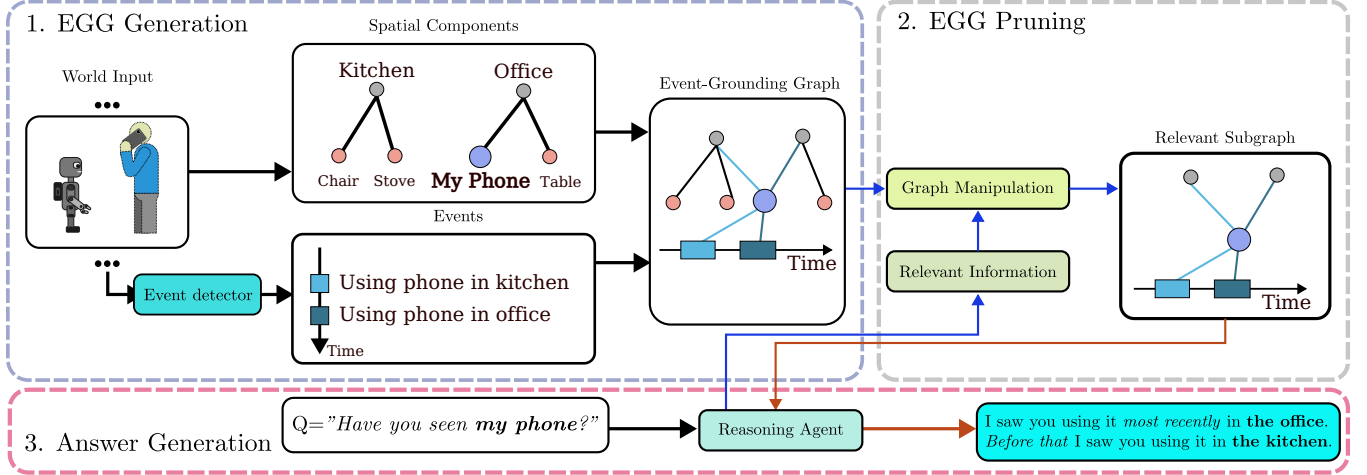 1. EGG Generation
World Input
Spatial Components
Kitchen
Office
Chair
Stove
My Phone
Table
Events
Event detector
Using phone in kitchen
Using phone in office
Time
Event-Grounding Graph
Time
2. EGG Pruning
Graph Manipulation
Relevant Information
Relevant Subgraph
Time
3. Answer Generation
Q="Have you seen my phone?"
Reasoning Agent
I saw you using it most recently in the office.
Before that I saw you using it in the kitchen.